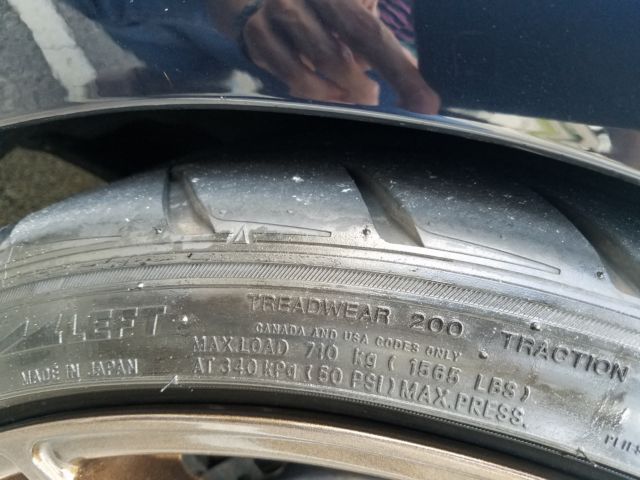 TREADWEAR 200 TRACTION
CANADA AND USA CODES ONLY
LEFT
MAX.LOAD 710 kg ( 1565 LBS)
AT 340 KPa (50 PSI) MAX. PRESS.
MADE IN JAPAN